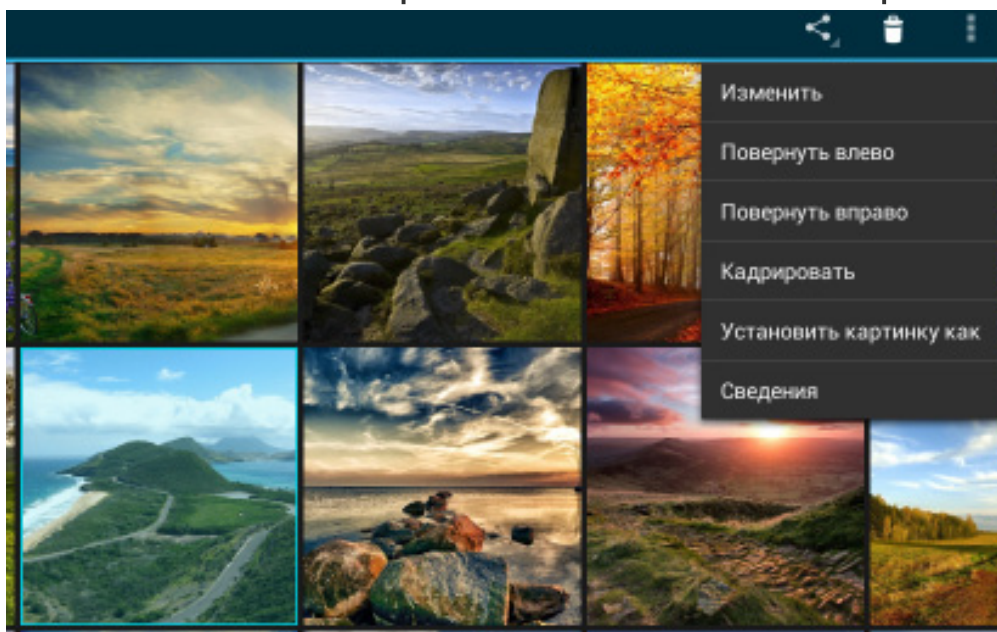 Изменить
Повернуть влево
Повернуть вправо
Кадрировать
Установить картинку как
Сведения